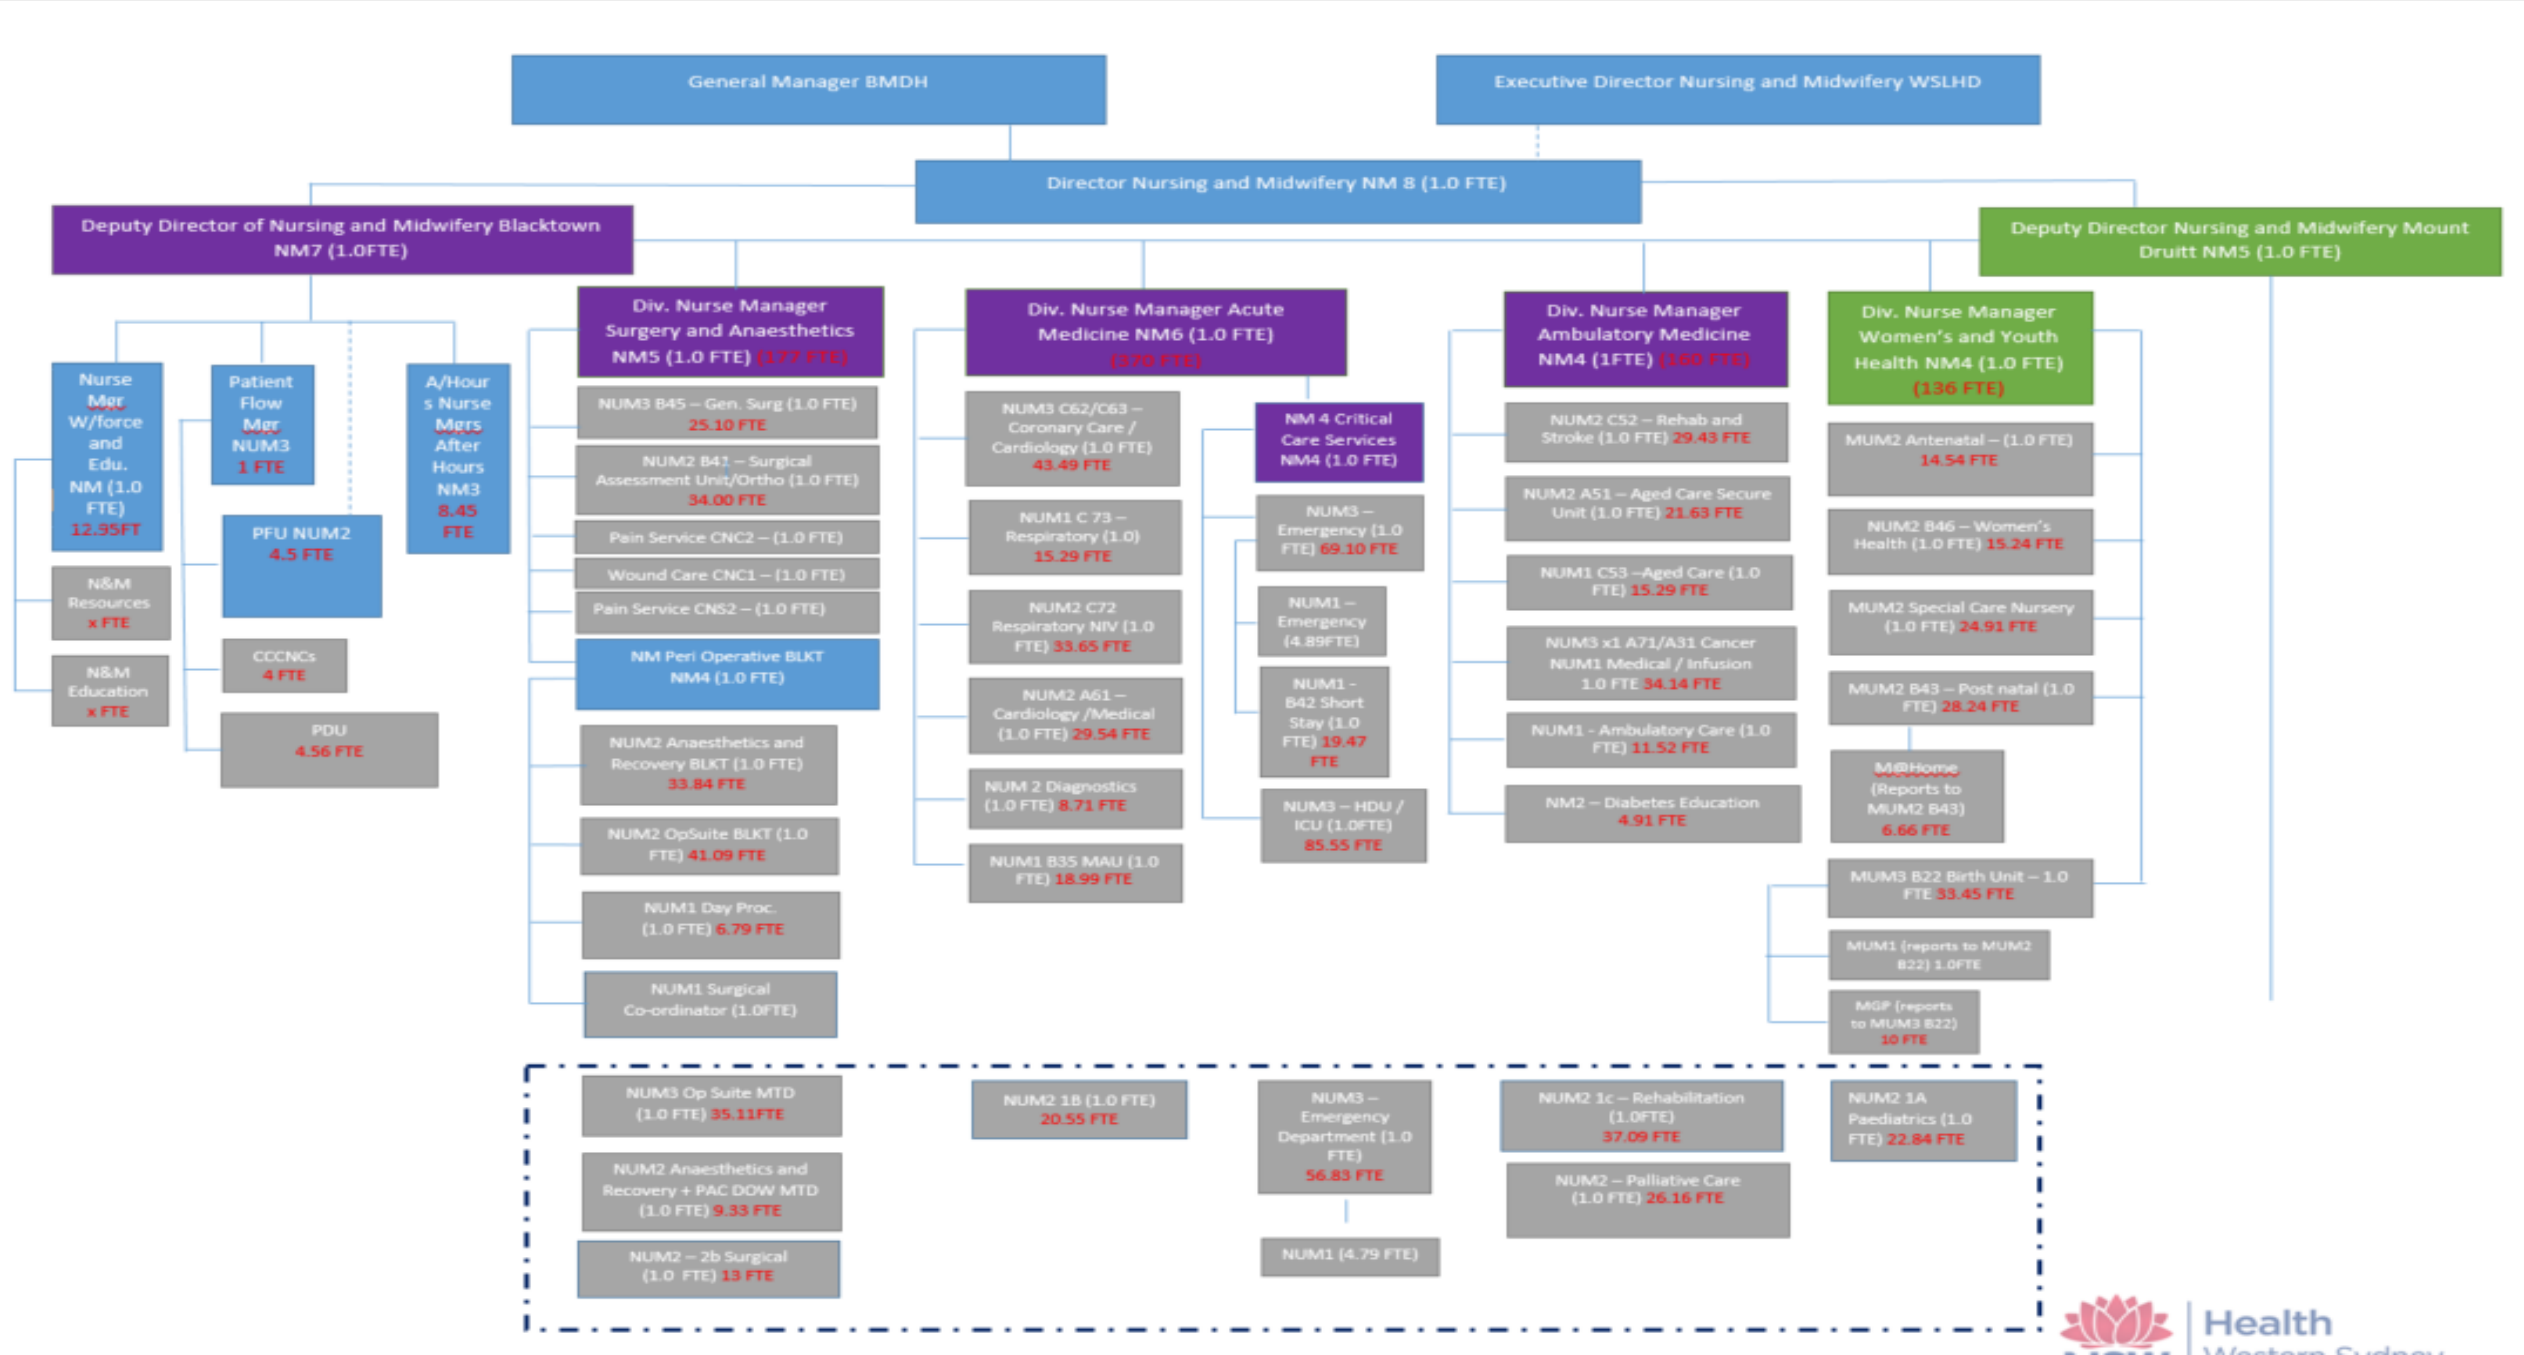 General Manager BMDH
Executive Director Nursing and Midwifery WSLHD
Director Nursing and Midwifery NM 8 (1.0 FTE)
Deputy Director of Nursing and Midwifery Blacktown
NM7 (1.0FTE)
Deputy Director Nursing and Midwifery Mount
Druitt NM5 (1.0 FTE)
Nurse
Mgr
W/force
and
Edu.
NM (1.0
FTE)
12.95FT
N&M
Resources
x FTE
N&M
Education
x FTE
Patient
Flow
Mgr
NUM3
1 FTE
PFU NUM2
4.5 FTE
CCCNCs
4 FTE
PDU
4.56 FTE
A/Hour
s Nurse
Mgrs
After
Hours
NM3
8.45
FTE
Div. Nurse Manager
Surgery and Anaesthetics
NM5 (1.0 FTE) (177 FTE)
NUM3 B45 – Gen. Surg (1.0 FTE)
25.10 FTE
NUM2 B41 – Surgical
Assessment Unit/Ortho (1.0 FTE)
34.00 FTE
Pain Service CNC2 – (1.0 FTE)
Wound Care CNC1 – (1.0 FTE)
Pain Service CNS2 – (1.0 FTE)
NM Peri Operative BLKT
NM4 (1.0 FTE)
NUM2 Anaesthetics and
Recovery BLKT (1.0 FTE)
33.84 FTE
NUM2 OpSuite BLKT (1.0
FTE) 41.09 FTE
NUM1 Day Proc.
(1.0 FTE) 6.79 FTE
NUM1 Surgical
Co-ordinator (1.0FTE)
Div. Nurse Manager Acute
Medicine NM6 (1.0 FTE)
(370 FTE)
NUM3 C62/C63 –
Coronary Care /
Cardiology (1.0 FTE)
43.49 FTE
NUM1 C 73 –
Respiratory (1.0)
15.29 FTE
NUM2 C72
Respiratory NIV (1.0
FTE) 33.65 FTE
NUM2 A61 –
Cardiology /Medical
(1.0 FTE) 29.54 FTE
NUM 2 Diagnostics
(1.0 FTE) 8.71 FTE
NUM1 B35 MAU (1.0
FTE) 18.99 FTE
NM 4 Critical
Care Services
NM4 (1.0 FTE)
NUM3 –
Emergency (1.0
FTE) 69.10 FTE
NUM1 –
Emergency
(4.89FTE)
NUM1 -
B42 Short
Stay (1.0
FTE) 19.47
FTE
NUM3 – HDU /
ICU (1.0FTE)
85.55 FTE
Div. Nurse Manager
Ambulatory Medicine
NM4 (1FTE) (160 FTE)
NUM2 C52 – Rehab and
Stroke (1.0 FTE) 29.43 FTE
NUM2 A51 – Aged Care Secure
Unit (1.0 FTE) 21.63 FTE
NUM1 C53 –Aged Care (1.0
FTE) 15.29 FTE
NUM3 x1 A71/A31 Cancer
NUM1 Medical / Infusion
1.0 FTE 34.14 FTE
NUM1 - Ambulatory Care (1.0
FTE) 11.52 FTE
NM2 – Diabetes Education
4.91 FTE
Div. Nurse Manager
Women's and Youth
Health NM4 (1.0 FTE)
(136 FTE)
MUM2 Antenatal – (1.0 FTE)
14.54 FTE
NUM2 B46 – Women's
Health (1.0 FTE) 15.24 FTE
MUM2 Special Care Nursery
(1.0 FTE) 24.91 FTE
MUM2 B43 – Post natal (1.0
FTE) 28.24 FTE
M@Home
(Reports to
MUM2 B43)
6.66 FTE
MUM3 B22 Birth Unit – 1.0
FTE 33.45 FTE
MUM1 (reports to MUM2
B22) 1.0FTE
MGP (reports
to MUM3 B22)
10 FTE
NUM3 Op Suite MTD
(1.0 FTE) 35.11FTE
NUM2 Anaesthetics and
Recovery + PAC DOW MTD
(1.0 FTE) 9.33 FTE
NUM2 – 2b Surgical
(1.0 FTE) 13 FTE
NUM2 1B (1.0 FTE)
20.55 FTE
NUM3 –
Emergency
Department (1.0
FTE)
56.83 FTE
NUM1 (4.79 FTE)
NUM2 1c – Rehabilitation
(1.0FTE)
37.09 FTE
NUM2 – Palliative Care
(1.0 FTE) 26.16 FTE
NUM2 1A
Paediatrics (1.0
FTE) 22.84 FTE
Health
Western Sydney
NSW